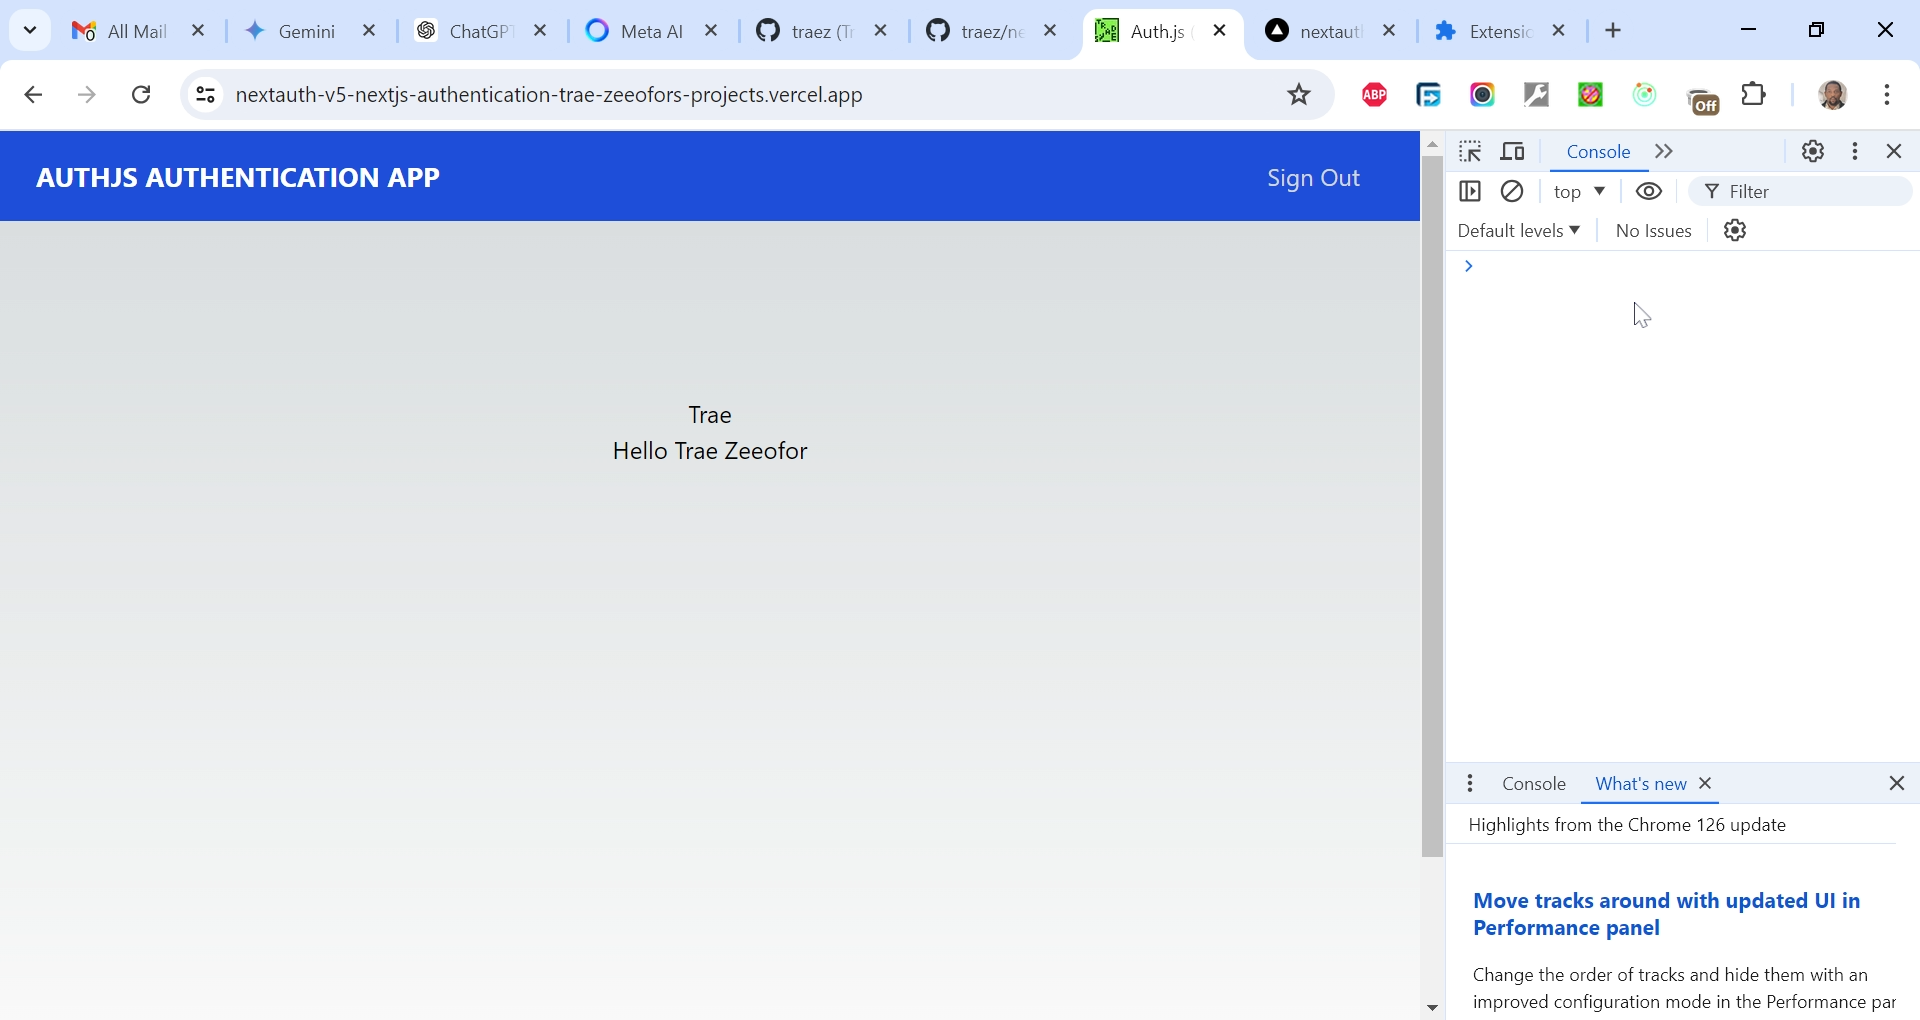 All Mail
Gemini
ChatGPT
Meta AI
traez (Tr
traez/ne
Auth.js (
nextauth
Extensio
nextauth-v5-nextjs-authentication-trae-zeeofors-projects.vercel.app
ABP
Off
AUTHJS AUTHENTICATION APP
Sign Out
Trae
Hello Trae Zeeofor
Console
top
Filter
Default levels
No Issues
Console
What's new
Highlights from the Chrome 126 update
Move tracks around with updated UI in
Performance panel
Change the order of tracks and hide them with an
improved configuration mode in the Performance par